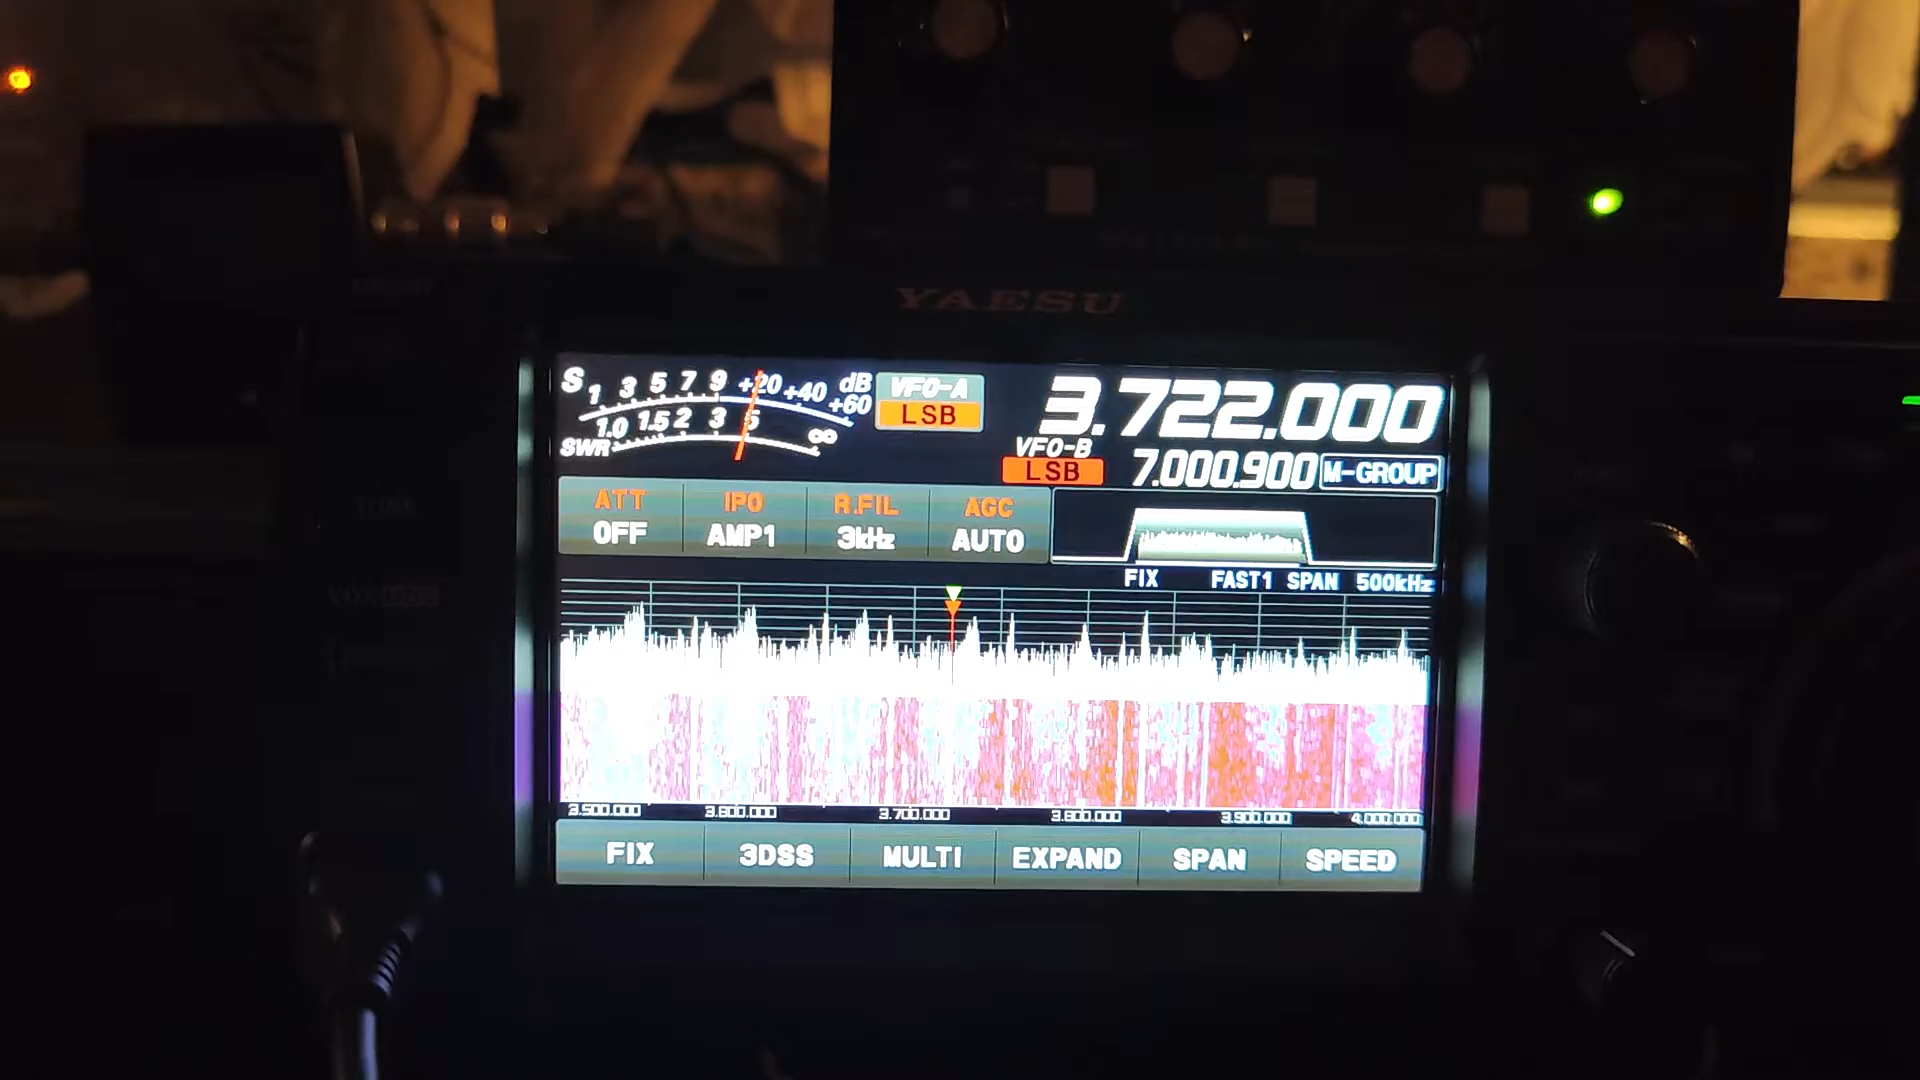 YAESU
S 1 3 5 7 9 +20 +40 +60 dB
VFO-A
LSB
3.722.000
SWR 1.0 1.5 2 3 5 ∞
VFO-B
LSB
7.000.900
M-GROUP
ATT IPO R.FIL AGC
OFF AMP1 3kHz AUTO
FIX FAST1 SPAN 500kHz
3.500.000 3.600.000 3.700.000 3.800.000 3.900.000 4.000.000
FIX 3DSS MULTI EXPAND SPAN SPEED
VOX